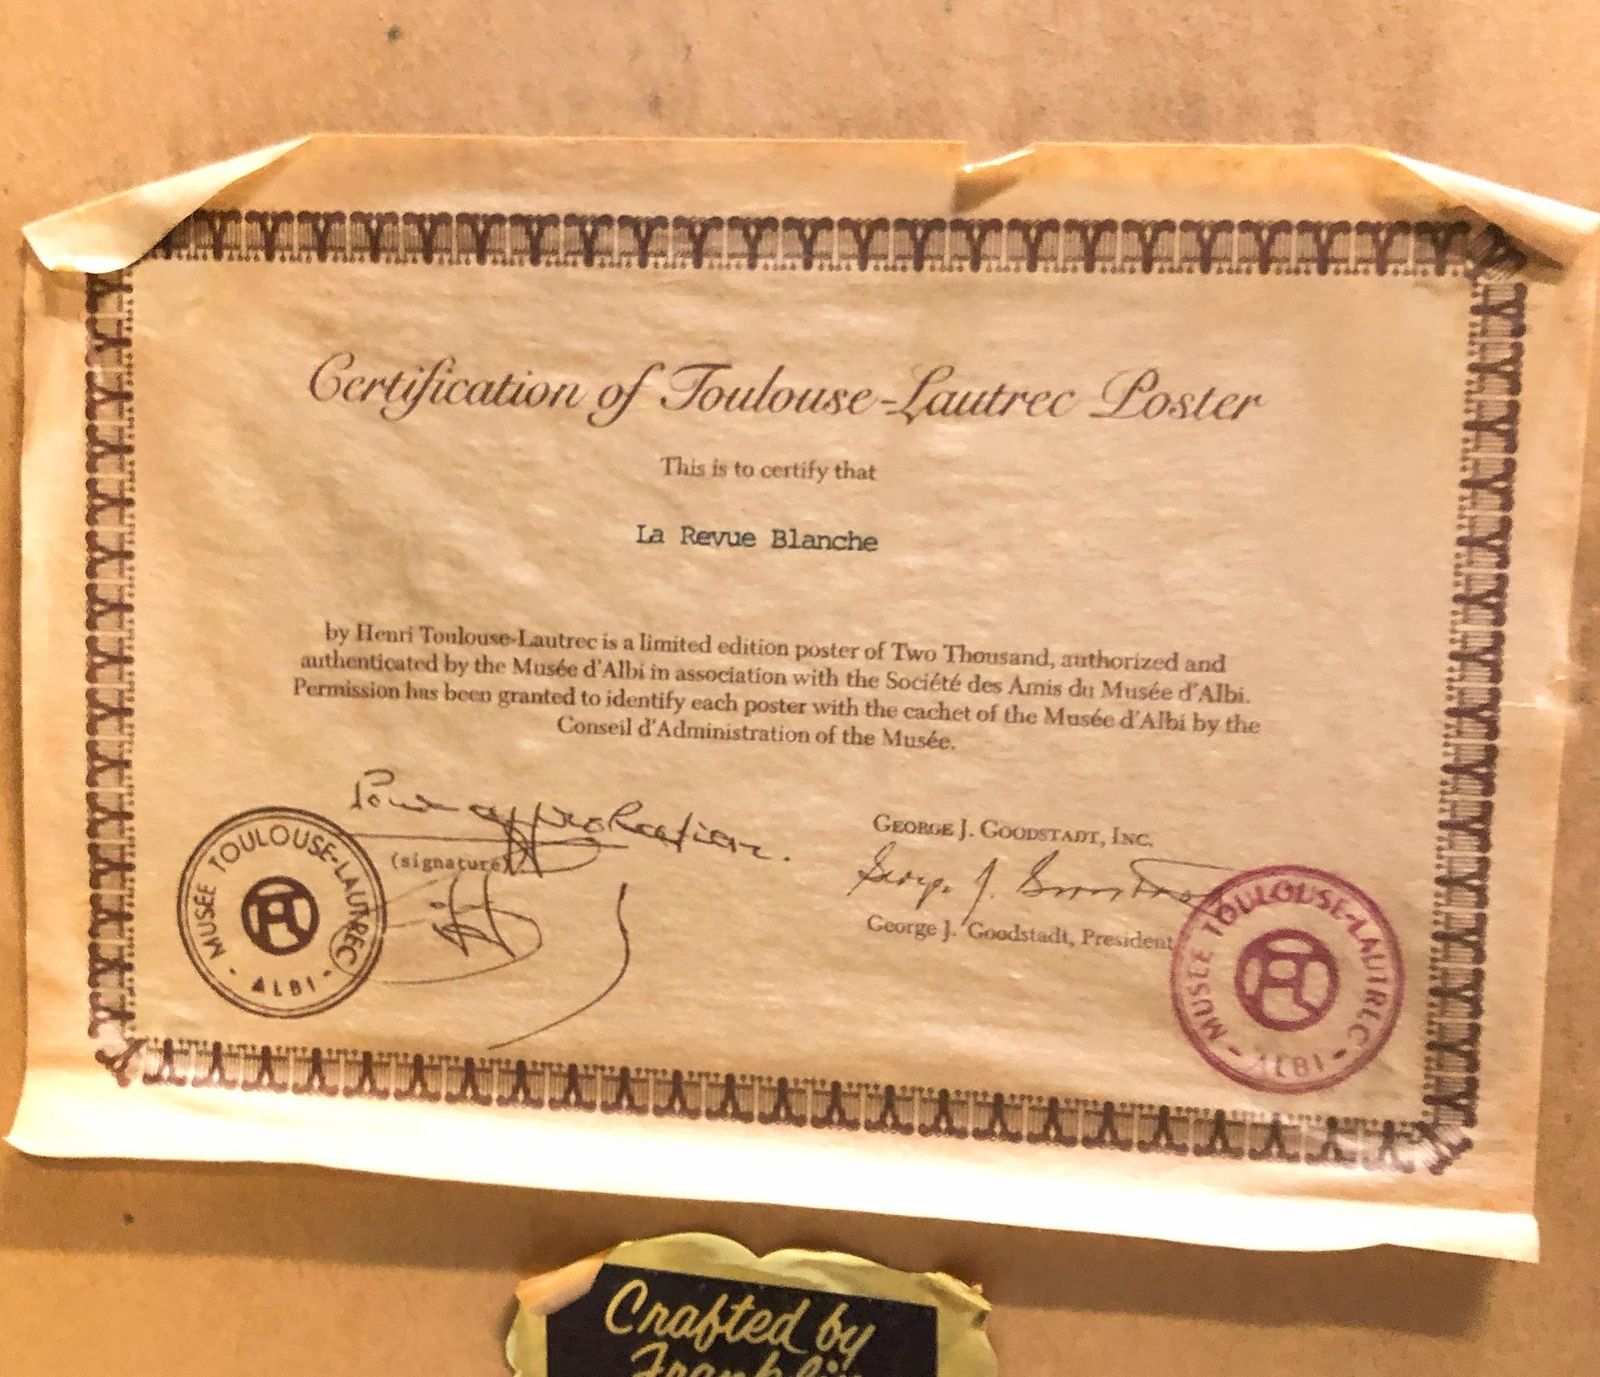 Certification of Toulouse-Lautrec Poster
This is to certify that
La Revue Blanche
by Henri Toulouse-Lautrec is a limited edition poster of Two Thousand, authorized and
authenticated by the Musée d'Albi in association with the Société des Amis du Musée d'Albi.
Permission has been granted to identify each poster with the cachet of the Musée d'Albi by the
Conseil d'Administration of the Musée.
Pour approbation.
(signature)
MUSÉE TOULOUSE-LAUTREC
- ALBI -
GEORGE J. GOODSTADT, INC.
George J. Goodstadt
George J. Goodstadt, President
MUSÉE TOULOUSE-LAUTREC
- ALBI -
Crafted by